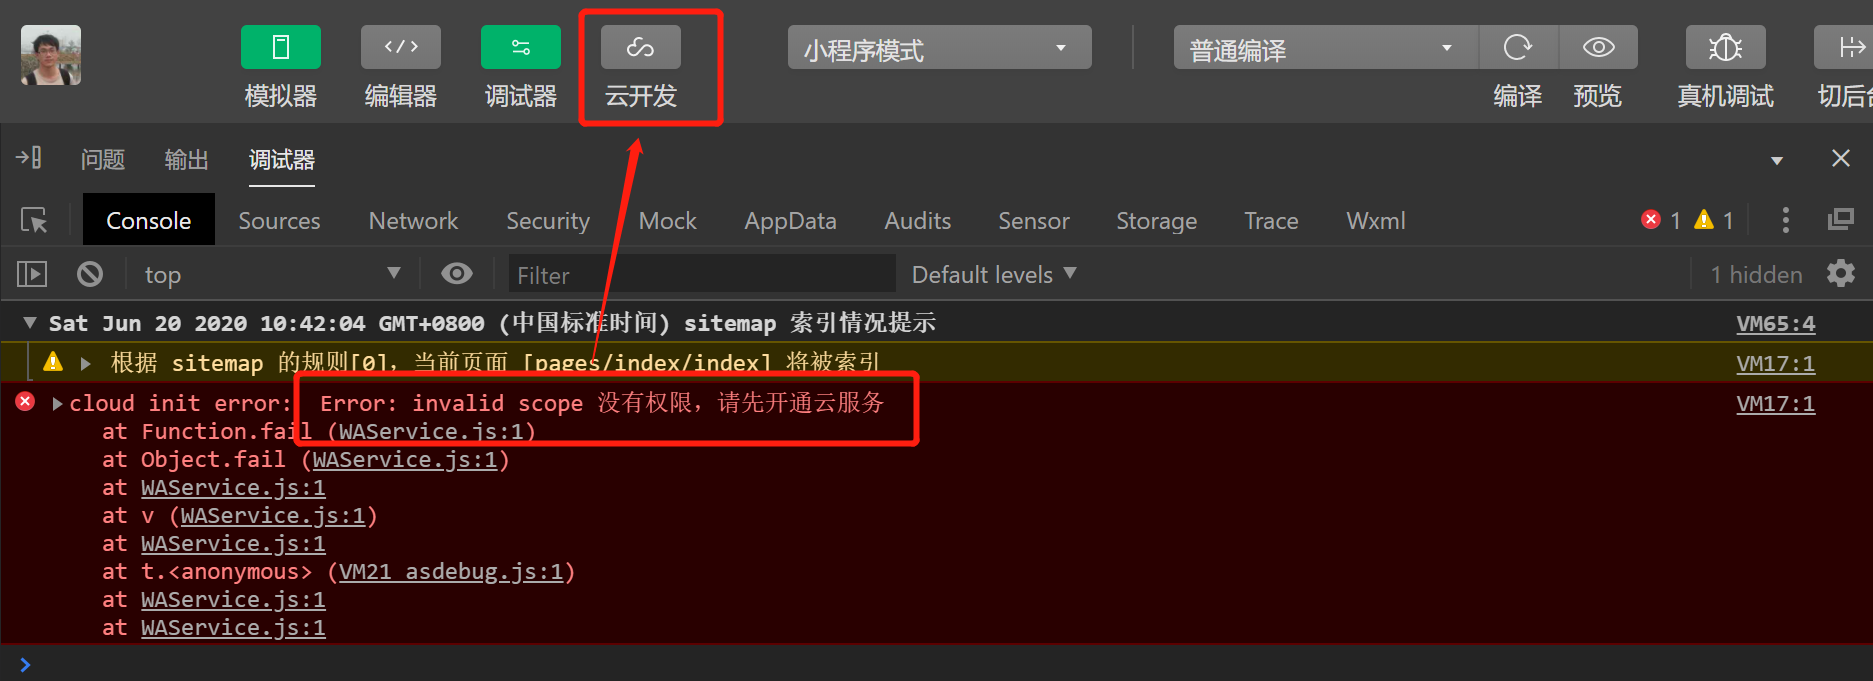 小程序模式
普通编译
模拟器 编辑器 调试器 云开发 编译 预览 真机调试 切后台
问题 输出 调试器
Console Sources Network Security Mock AppData Audits Sensor Storage Trace Wxml 1 1
top Filter Default levels 1 hidden
Sat Jun 20 2020 10:42:04 GMT+0800 (中国标准时间) sitemap 索引情况提示 VM65:4
根据 sitemap 的规则[0]，当前页面 [pages/index/index] 将被索引 VM17:1
cloud init error: Error: invalid scope 没有权限，请先开通云服务 VM17:1
at Function.fail (WAService.js:1)
at Object.fail (WAService.js:1)
at WAService.js:1
at v (WAService.js:1)
at WAService.js:1
at t.<anonymous> (VM21 asdebug.js:1)
at WAService.js:1
at WAService.js:1